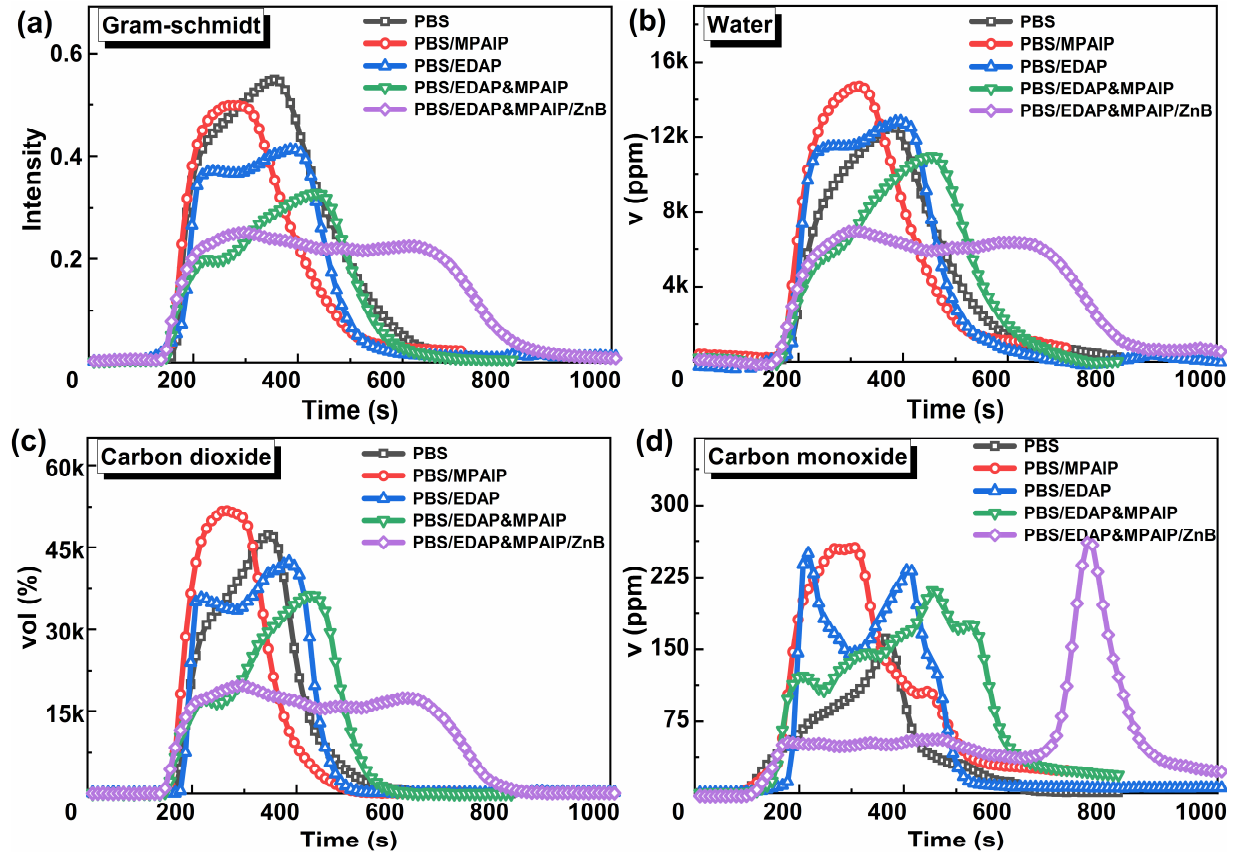 (a)
Gram-schmidt
PBS
PBS/MPAIP
PBS/EDAP
PBS/EDAP&MPAIP
PBS/EDAP&MPAIP/ZnB
0.6
0.4
0.2
0
Intensity
0 200 400 600 800 1000
Time (s)
(b)
Water
PBS
PBS/MPAIP
PBS/EDAP
PBS/EDAP&MPAIP
PBS/EDAP&MPAIP/ZnB
16k
12k
8k
4k
0
v (ppm)
0 200 400 600 800 1000
Time (s)
(c)
Carbon dioxide
PBS
PBS/MPAIP
PBS/EDAP
PBS/EDAP&MPAIP
PBS/EDAP&MPAIP/ZnB
60k
45k
30k
15k
0
vol (%)
0 200 400 600 800 1000
Time (s)
(d)
Carbon monoxide
PBS
PBS/MPAIP
PBS/EDAP
PBS/EDAP&MPAIP
PBS/EDAP&MPAIP/ZnB
300
225
150
75
v (ppm)
0 200 400 600 800 1000
Time (s)